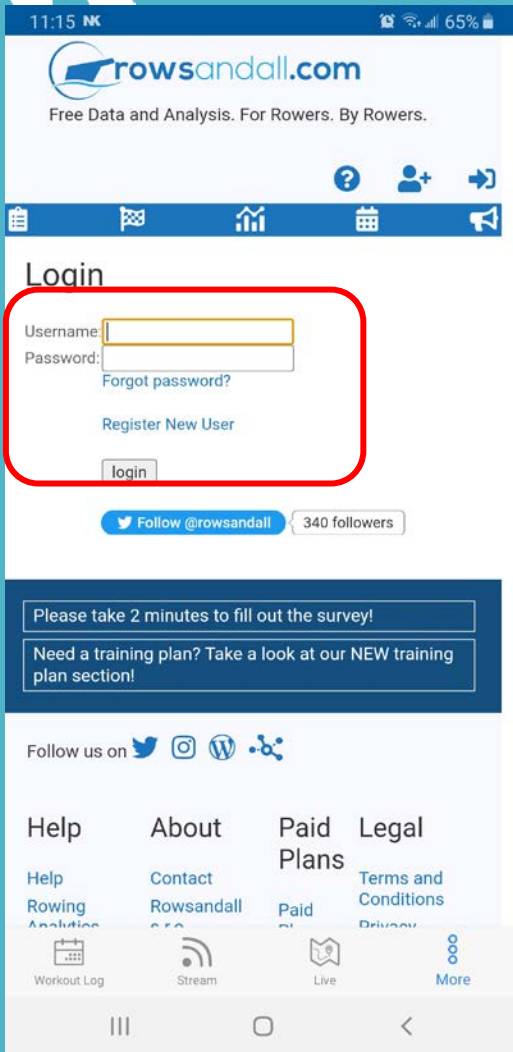 11:15 NK 65%
rowsandall.com
Free Data and Analysis. For Rowers. By Rowers.
Login
Username:
Password:
Forgot password?
Register New User
login
Follow @rowsandall 340 followers
Please take 2 minutes to fill out the survey!
Need a training plan? Take a look at our NEW training
plan section!
Follow us on
Help About Paid Legal
Plans
Help Contact Terms and
Conditions
Rowing Rowsandall Paid
Analytics s.r.o. Privacy
Workout Log Stream Live More